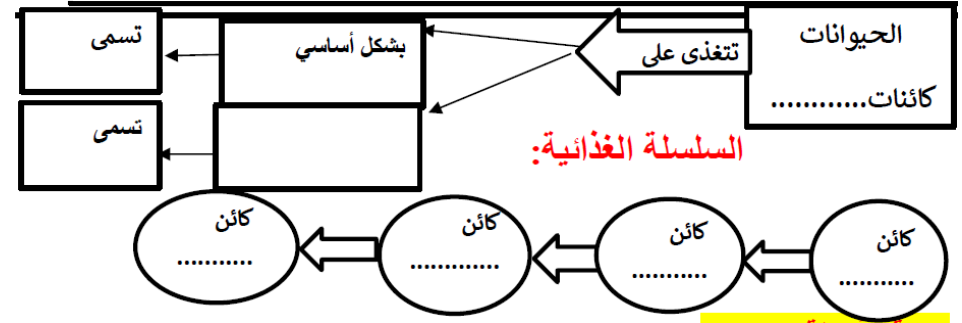 الحيوانات
كائنات............
تتغذى على
بشكل أساسي
تسمى
تسمى
السلسلة الغذائية:
كائن
...........
كائن
...........
كائن
.............
كائن
...........